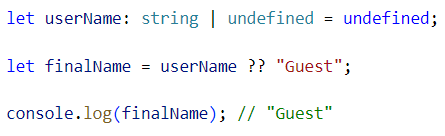 let userName: string | undefined = undefined;
let finalName = userName ?? "Guest";
console.log(finalName); // "Guest"